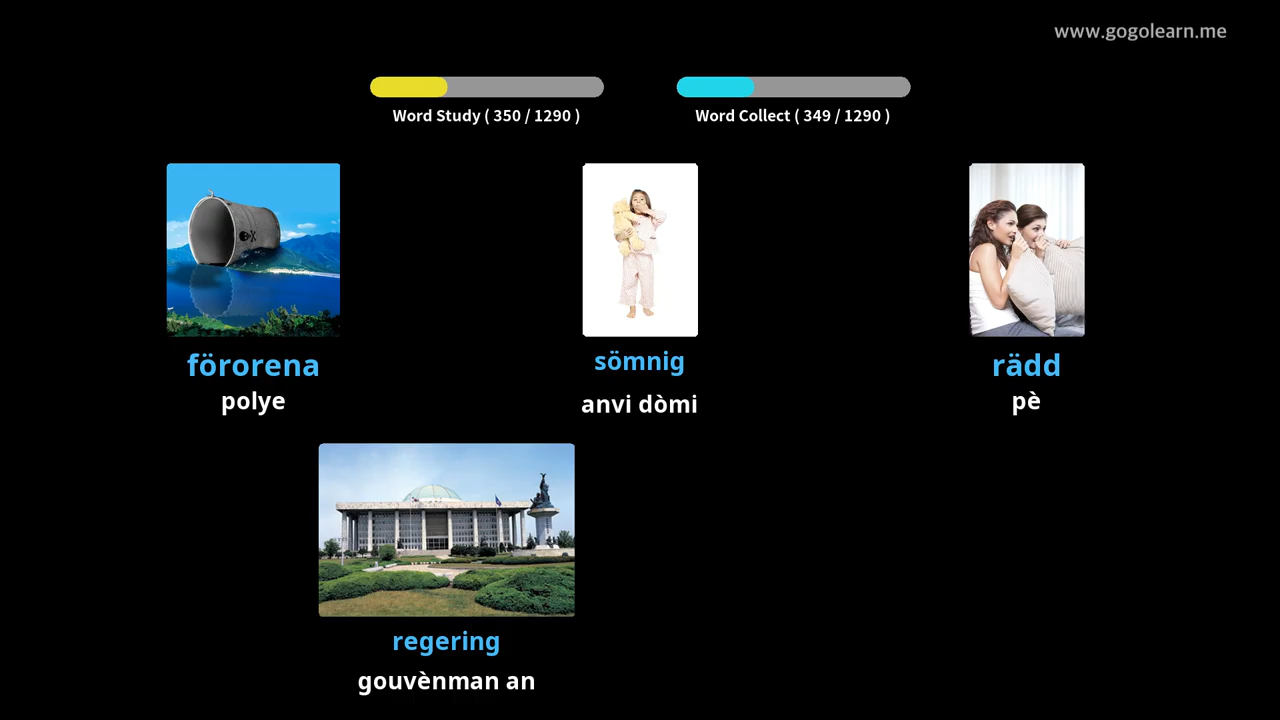 www.gogolearn.me
Word Study ( 350 / 1290 )
Word Collect ( 349 / 1290 )
förorena
polye
sömnig
anvi dòmi
rädd
pè
regering
gouvènman an